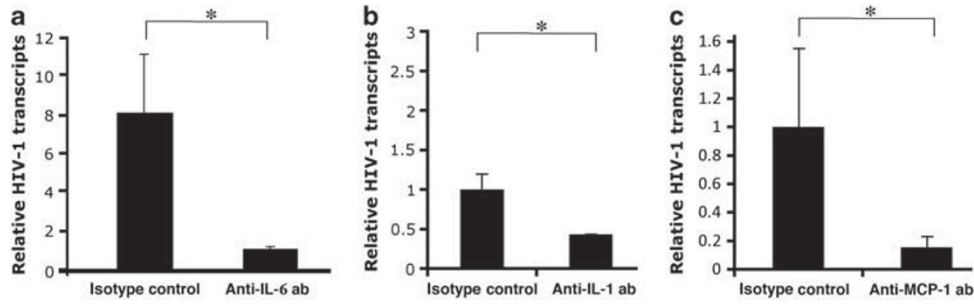 a
*
Relative HIV-1 transcripts
12
10
8
6
4
2
0
Isotype control Anti-IL-6 ab
b
*
Relative HIV-1 transcripts
3
2.5
2
1.5
1
0.5
0
Isotype control Anti-IL-1 ab
c
*
Relative HIV-1 transcripts
1.6
1.4
1.2
1
0.8
0.6
0.4
0.2
0
Isotype control Anti-MCP-1 ab